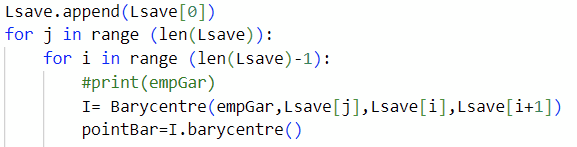 Lsave.append(Lsave[0])
for j in range (len(Lsave)):
    for i in range (len(Lsave)-1):
        #print(empGar)
        I= Barycentre(empGar,Lsave[j],Lsave[i],Lsave[i+1])
        pointBar=I.barycentre()